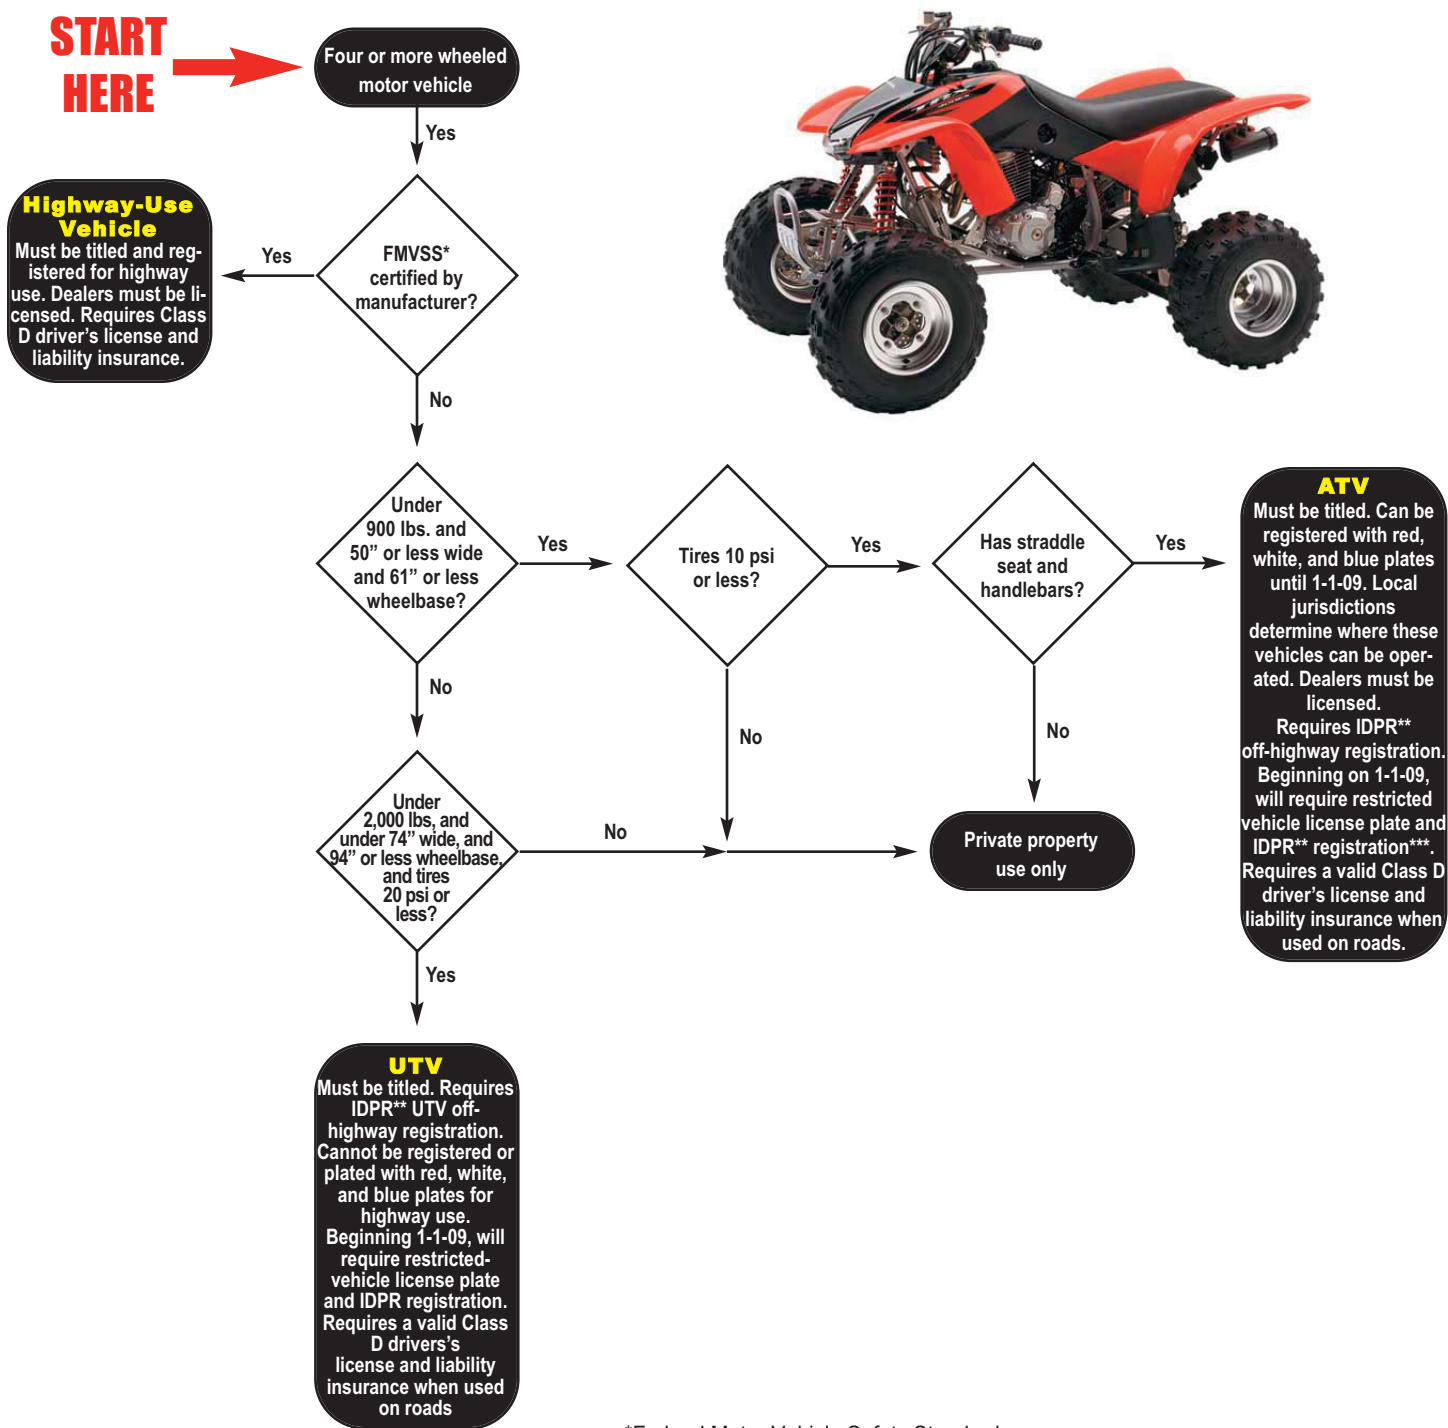 START
HERE
Four or more wheeled
motor vehicle
Yes
Highway-Use
Vehicle
Must be titled and reg-
istered for highway
use. Dealers must be li-
censed. Requires Class
D driver’s license and
liability insurance.
Yes
FMVSS*
certified by
manufacturer?
No
Under
900 lbs. and
50” or less wide
and 61” or less
wheelbase?
Yes
Tires 10 psi
or less?
Yes
Has straddle
seat and
handlebars?
Yes
ATV
Must be titled. Can be
registered with red,
white, and blue plates
until 1-1-09. Local
jurisdictions
determine where these
vehicles can be oper-
ated. Dealers must be
licensed.
Requires IDPR**
off-highway registration.
Beginning on 1-1-09,
will require restricted
vehicle license plate and
IDPR** registration***.
Requires a valid Class D
driver’s license and
liability insurance when
used on roads.
No
No
No
Under
2,000 lbs, and
under 74” wide, and
94” or less wheelbase,
and tires
20 psi or
less?
No
Private property
use only
Yes
UTV
Must be titled. Requires
IDPR** UTV off-
highway registration.
Cannot be registered or
plated with red, white,
and blue plates for
highway use.
Beginning 1-1-09, will
require restricted-
vehicle license plate
and IDPR registration.
Requires a valid Class
D drivers’s
license and liability
insurance when used
on roads